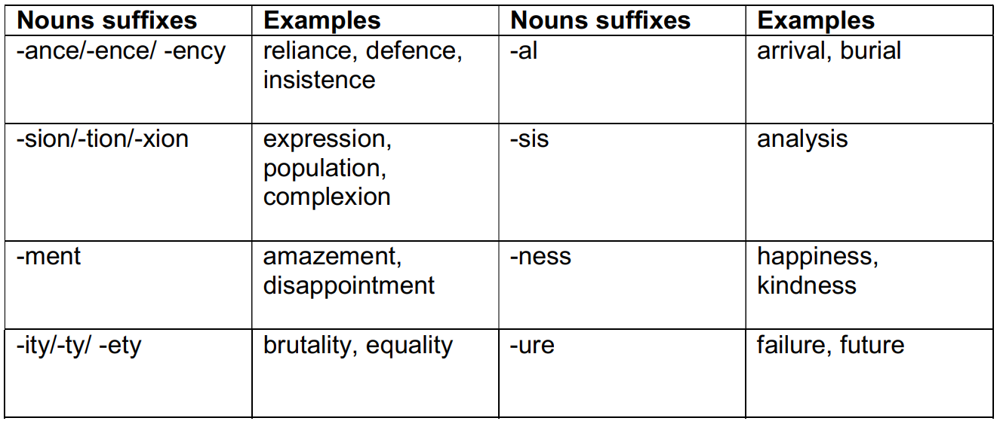 Nouns suffixes Examples Nouns suffixes Examples
-ance/-ence/ -ency reliance, defence, -al arrival, burial
insistence
-sion/-tion/-xion expression, -sis analysis
population,
complexion
-ment amazement, -ness happiness,
disappointment kindness
-ity/-ty/ -ety brutality, equality -ure failure, future